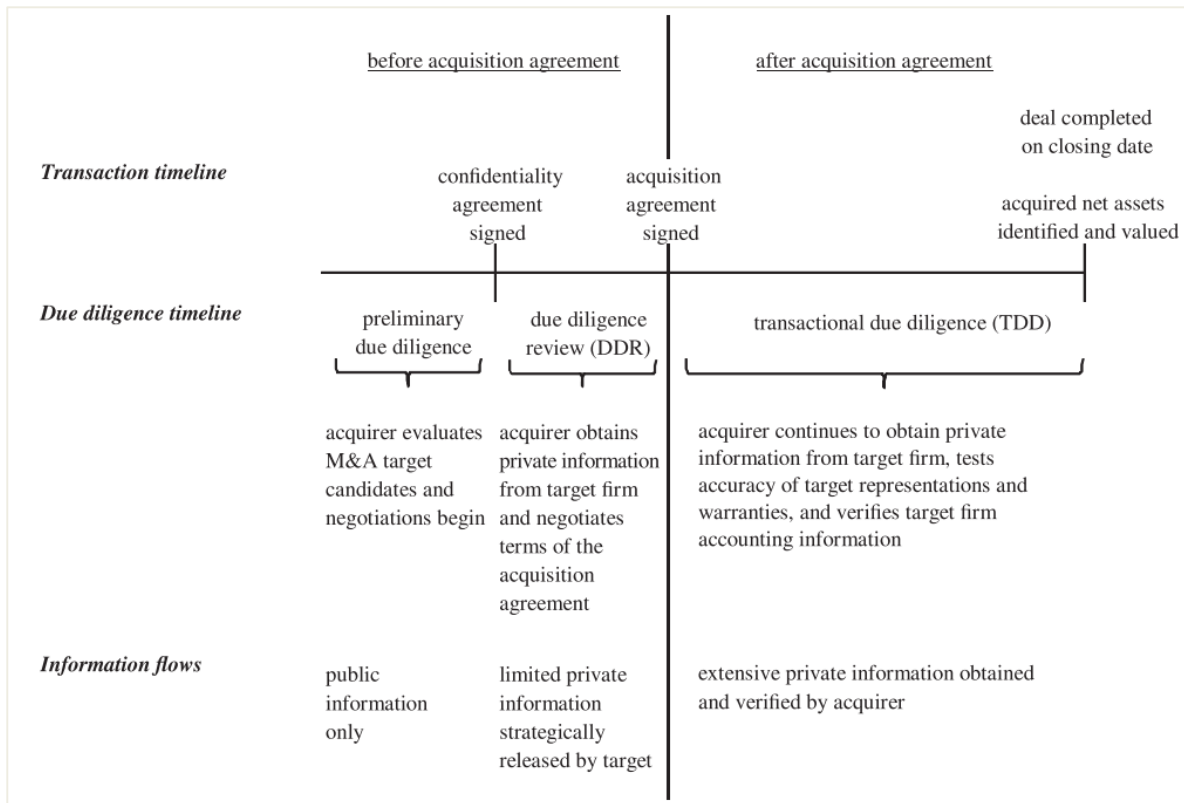 before acquisition agreement
after acquisition agreement
Transaction timeline
confidentiality
agreement
signed
acquisition
agreement
signed
deal completed
on closing date
acquired net assets
identified and valued
Due diligence timeline
preliminary
due diligence
due diligence
review (DDR)
transactional due diligence (TDD)
acquirer evaluates
M&A target
candidates and
negotiations begin
acquirer obtains
private information
from target firm
and negotiates
terms of the
acquisition
agreement
acquirer continues to obtain private
information from target firm, tests
accuracy of target representations and
warranties, and verifies target firm
accounting information
Information flows
public
information
only
limited private
information
strategically
released by target
extensive private information obtained
and verified by acquirer